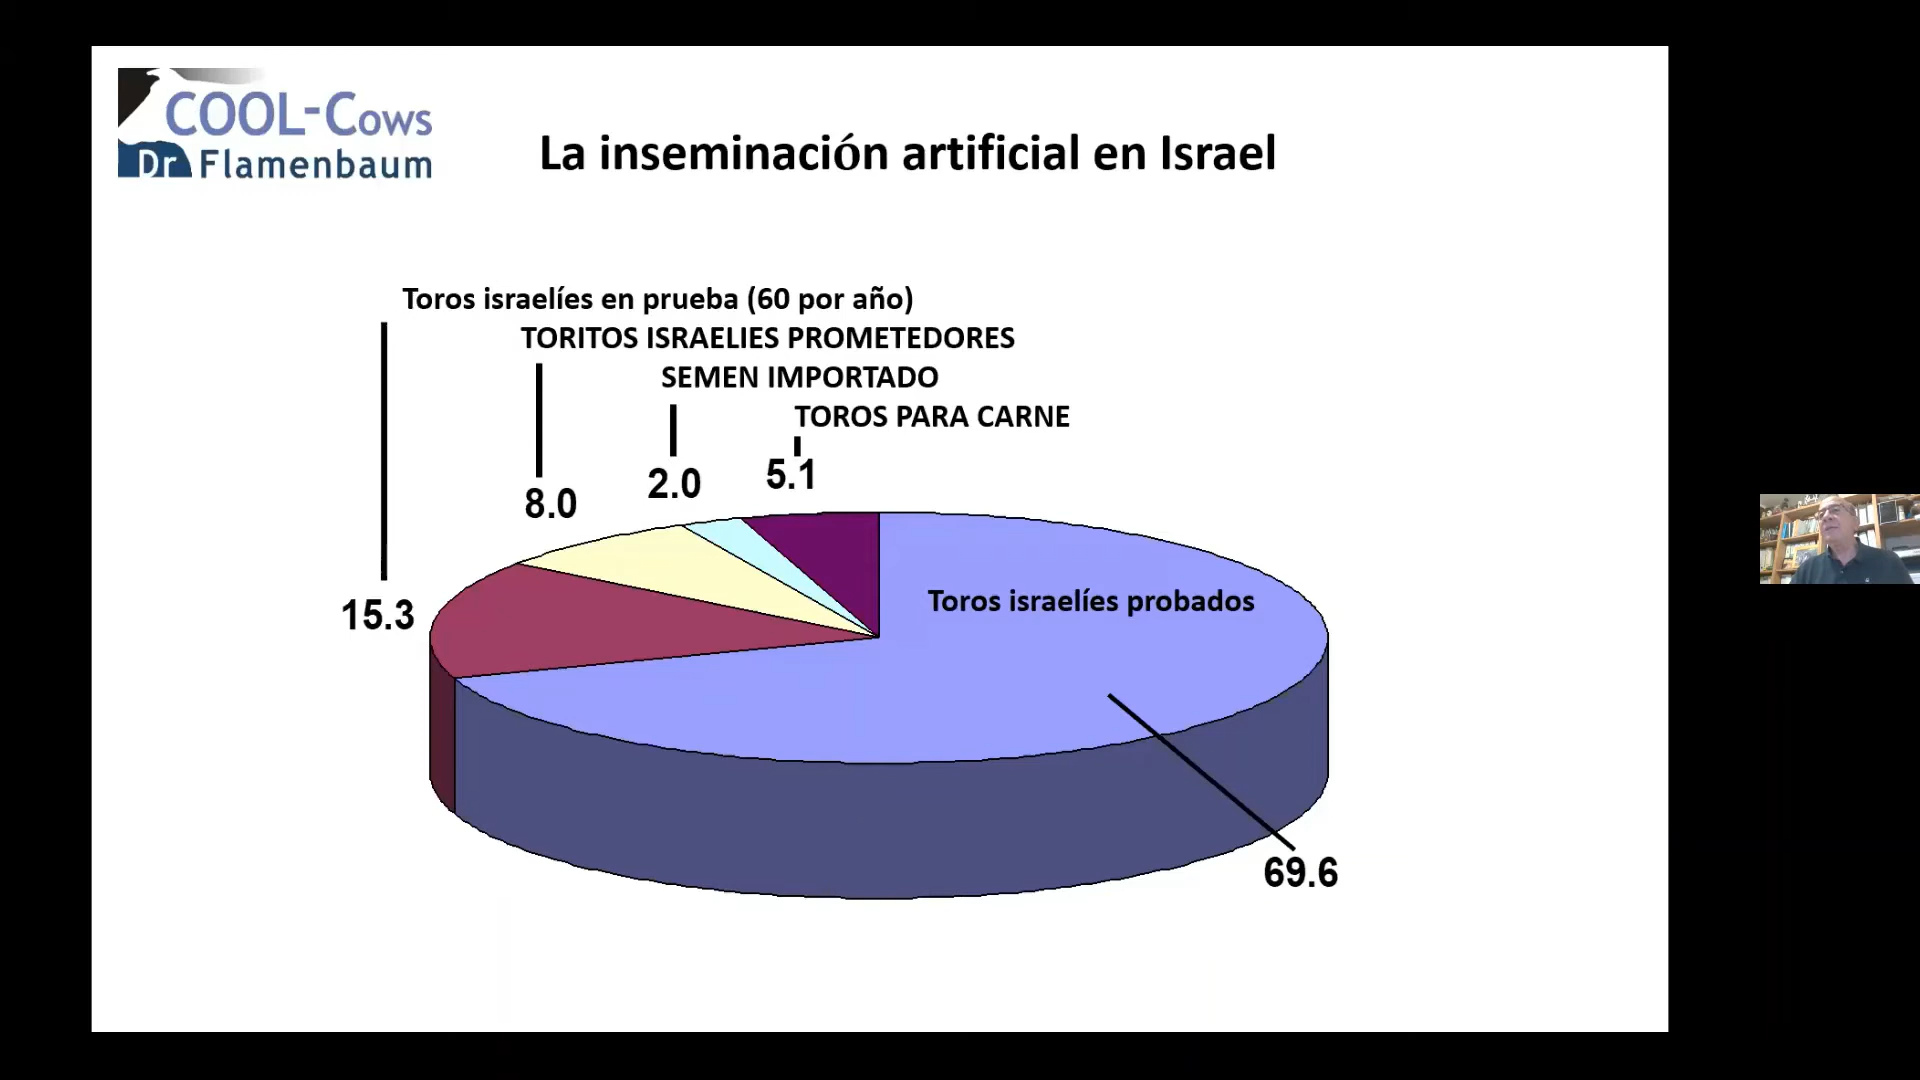 COOL-Cows
Dr Flamenbaum
La inseminación artificial en Israel
Toros israelíes en prueba (60 por año)
TORITOS ISRAELIES PROMETEDORES
SEMEN IMPORTADO
TOROS PARA CARNE
5.1
2.0
8.0
15.3
Toros israelíes probados
69.6